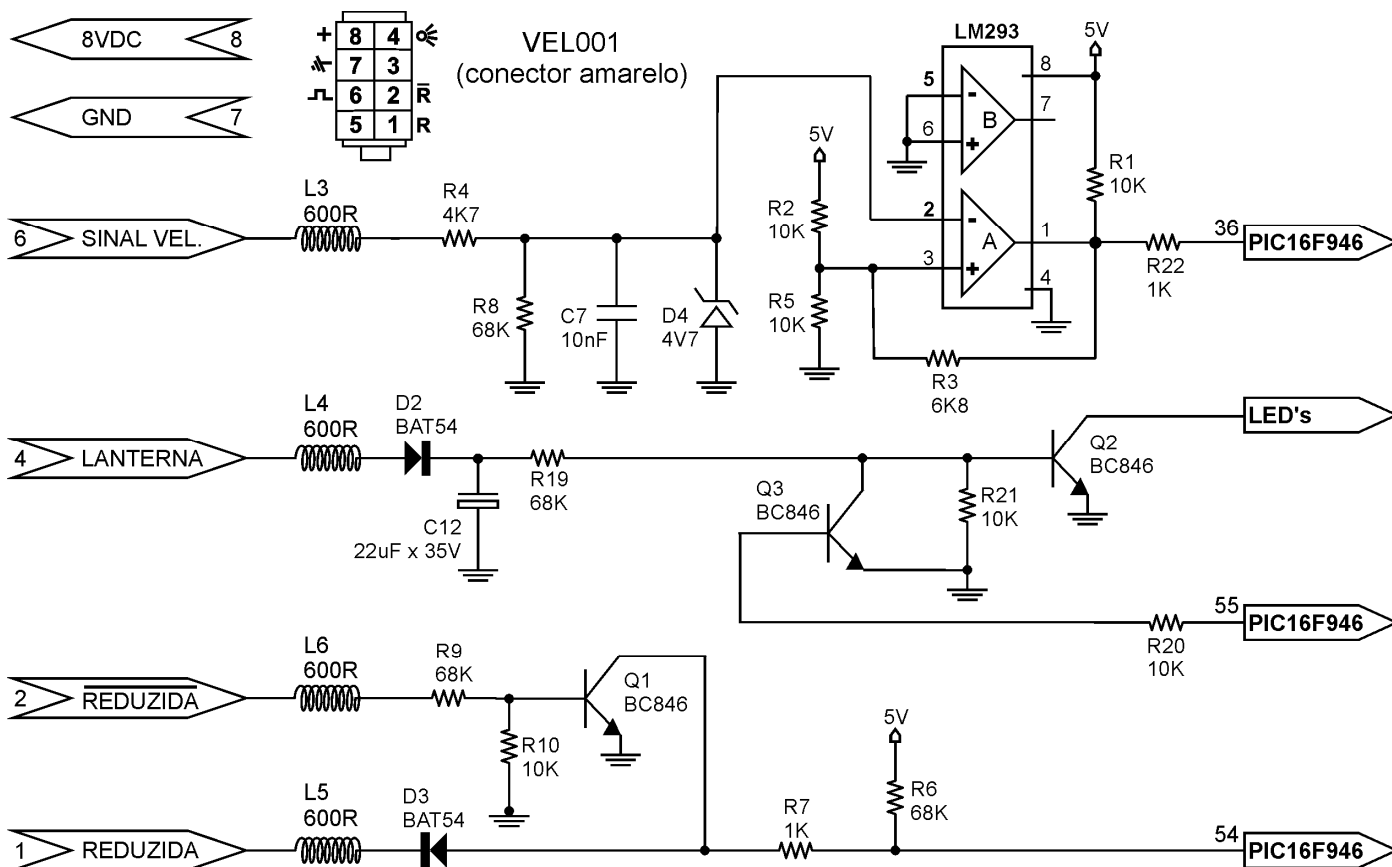 8VDC 8
GND 7
+ 8 4
7 3
6 2 R̅
5 1 R
VEL001
(conector amarelo)
LM293
5V
8
5
-
B
7
6
+
R1
10K
5V
R2
10K
2
-
A
1
3
+
4
R5
10K
R3
6K8
R22
1K
36
PIC16F946
6 SINAL VEL.
L3
600R
R4
4K7
R8
68K
C7
10nF
D4
4V7
4 LANTERNA
L4
600R
D2
BAT54
C12
22uF x 35V
R19
68K
Q3
BC846
R21
10K
Q2
BC846
LED's
55
PIC16F946
R20
10K
2 R̅E̅D̅U̅Z̅I̅D̅A̅
L6
600R
R9
68K
R10
10K
Q1
BC846
1 REDUZIDA
L5
600R
D3
BAT54
R7
1K
5V
R6
68K
54
PIC16F946